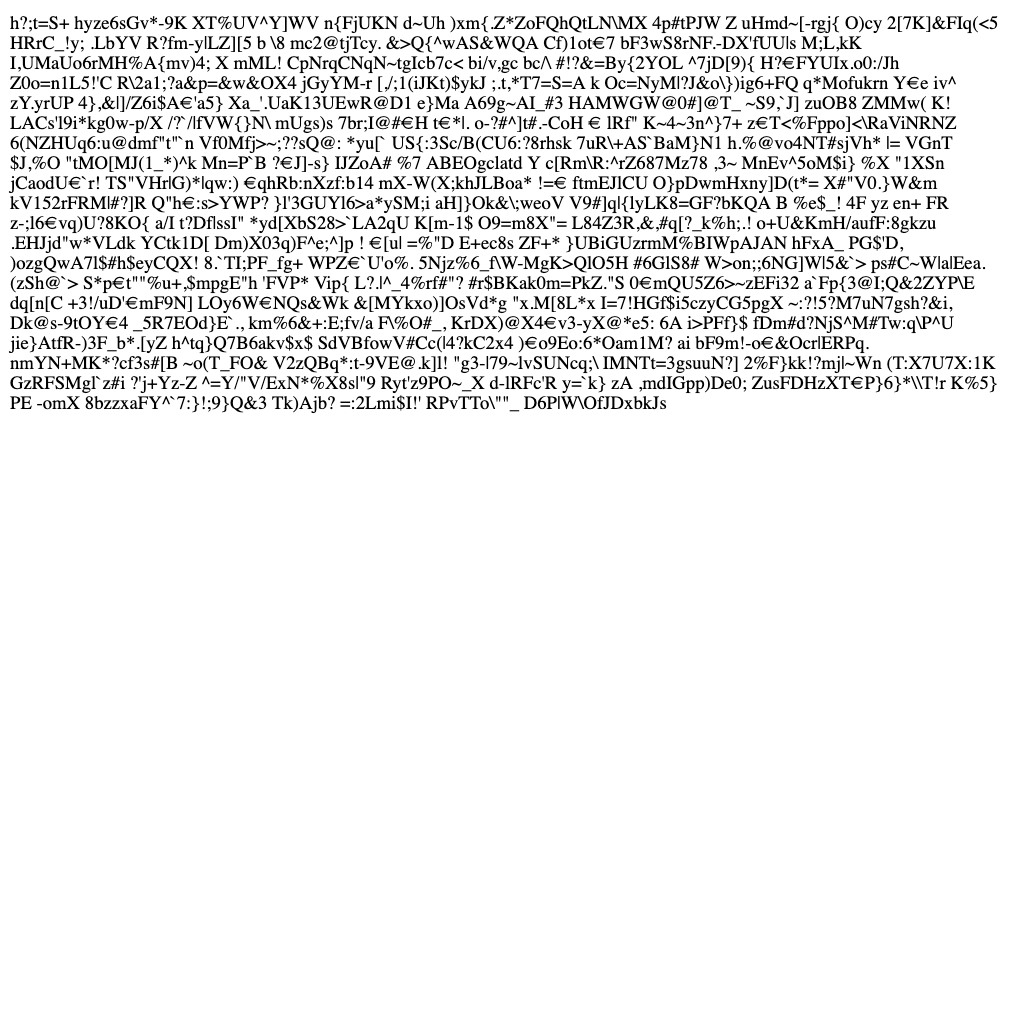 h?;t=S+ hyze6sGv*-9K XT%UV^Y]WV n{FjUKN d~Uh )xm{.Z*ZoFQhQtLN\MX 4p#tPJW Z uHmd~[-rgj{ O)cy 2[7K]&FIq(<5
HRrC_!y; .LbYV R?fm-y|LZ][5 b \8 mc2@tjTcy. &>Q{^wAS&WQA Cf)1ot€7 bF3wS8rNF.-DX'fUU|s M;L,kK
I,UMaUo6rMH%A{mv)4; X mML! CpNrqCNqN~tgIcb7c< bi/v,gc bc/\ #!?&=By{2YOL ^7jD[9){ H?€FYUIx.o0:/Jh
Z0o=n1L5!'C R\2a1;?a&p=&w&OX4 jGyYM-r [,/;1(iJKt)$ykJ ;.t,*T7=S=A k Oc=NyM|?J&o\})ig6+FQ q*Mofukrn Y€e iv^
zY.yrUP 4},&l]/Z6i$A€'a5} Xa_'.UaK13UEwR@D1 e}Ma A69g~AI_#3 HAMWGW@0#]@T_ ~S9,`J] zuOB8 ZMMw( K!
LACs'l9i*kg0w-p/X /?`/|fVW{}N\ mUgs)s 7br;I@#€H t€*|. o-?#^]t#.-CoH € lRf" K~4~3n^}7+ z€T<%Fppo]<\RaViNRNZ
6(NZHUq6:u@dmf"t"`n Vf0Mfj>~;??sQ@: *yu[` US{:3Sc/B(CU6:?8rhsk 7uR\+AS`BaM}N1 h.%@vo4NT#sjVh* |= VGnT
$J,%O "tMO[MJ(1_*)^k Mn=P`B ?€J]-s} IJZoA# %7 ABEOgclatd Y c[Rm\R:^rZ687Mz78 ,3~ MnEv^5oM$i} %X "1XSn
jCaodU€`r! TS"VHr|G)*|qw:) €qhRb:nXzf:b14 mX-W(X;khJLBoa* !=€ ftmEJlCU O}pDwmHxny]D(t*= X#"V0.}W&m
kV152rFRM|#?]R Q"h€:s>YWP? }l'3GUYl6>a*ySM;i aH]}Ok&\;weoV V9#]ql{IyLK8=GF?bKQA B %e$_! 4F yz en+ FR
z-;l6€vq)U?8KO{ a/I t?Df|ssI" *yd[XbS28>`LA2qU K[m-1$ O9=m8X"= L84Z3R,&,#q[?_k%h;.! o+U&KmH/aufF:8gkzu
.EHJjd"w*VLdk YCtk1D[ Dm)X03q)F^e;^]p ! €[u| =%"D E+ec8s ZF+* }UBiGUzrmM%BIWpAJAN hFxA_ PG$'D,
)ozgQwA7l$#h$eyCQX! 8.`TI;PF_fg+ WPZ€`U'o%. 5Njz%6_f\W-MgK>QlO5H #6GlS8# W>on;;6NG]W|5&`> ps#C~W|a|Eea.
(zSh@`> S*p€t""%u+,$mpgE"h 'FVP* Vip{ L?.|^_4%rf#"? #r$BKak0m=PkZ."S 0€mQU5Z6>~zEFi32 a`Fp{3@I;Q&2ZYP\E
dq[n[C +3!/uD'€mF9N] LOy6W€NQs&Wk &[MYkxo)]OsVd*g "x.M[8L*x I=7!HGf$i5czyCG5pgX ~:?!5?M7uN7gsh?&i,
Dk@s-9tOY€4 _5R7EOd}E`., km%6&+:E;fv/a F\%O#_, KrDX)@X4€v3-yX@*e5: 6A i>PFf}$ fDm#d?NjS^M#Tw:q\P^U
jie}AtfR-)3F_b*.[yZ h^tq}Q7B6akv$x$ SdVBfowV#Cc(|4?kC2x4 )€o9Eo:6*Oam1M? ai bF9m!-o€&Ocr|ERPq.
nmYN+MK*?cf3s#[B ~o(T_FO& V2zQBq*:t-9VE@.k]l! "g3-|79~lvSUNcq;\ IMNTt=3gsuuN?] 2%F}kk!?mj|~Wn (T:X7U7X:1K
GzRFSMgl`z#i ?'j+Yz-Z ^=Y/"V/ExN*%X8s|"9 Ryt'z9PO~_X d-lRFc'R y=`k} zA ,mdIGpp)De0; ZusFDHzXT€P}6}*\\T!r K%5}
PE -omX 8bzzxaFY^`7:}!;9}Q&3 Tk)Ajb? =:2Lmi$I!' RPvTTo\""_ D6P|W\OfJDxbkJs